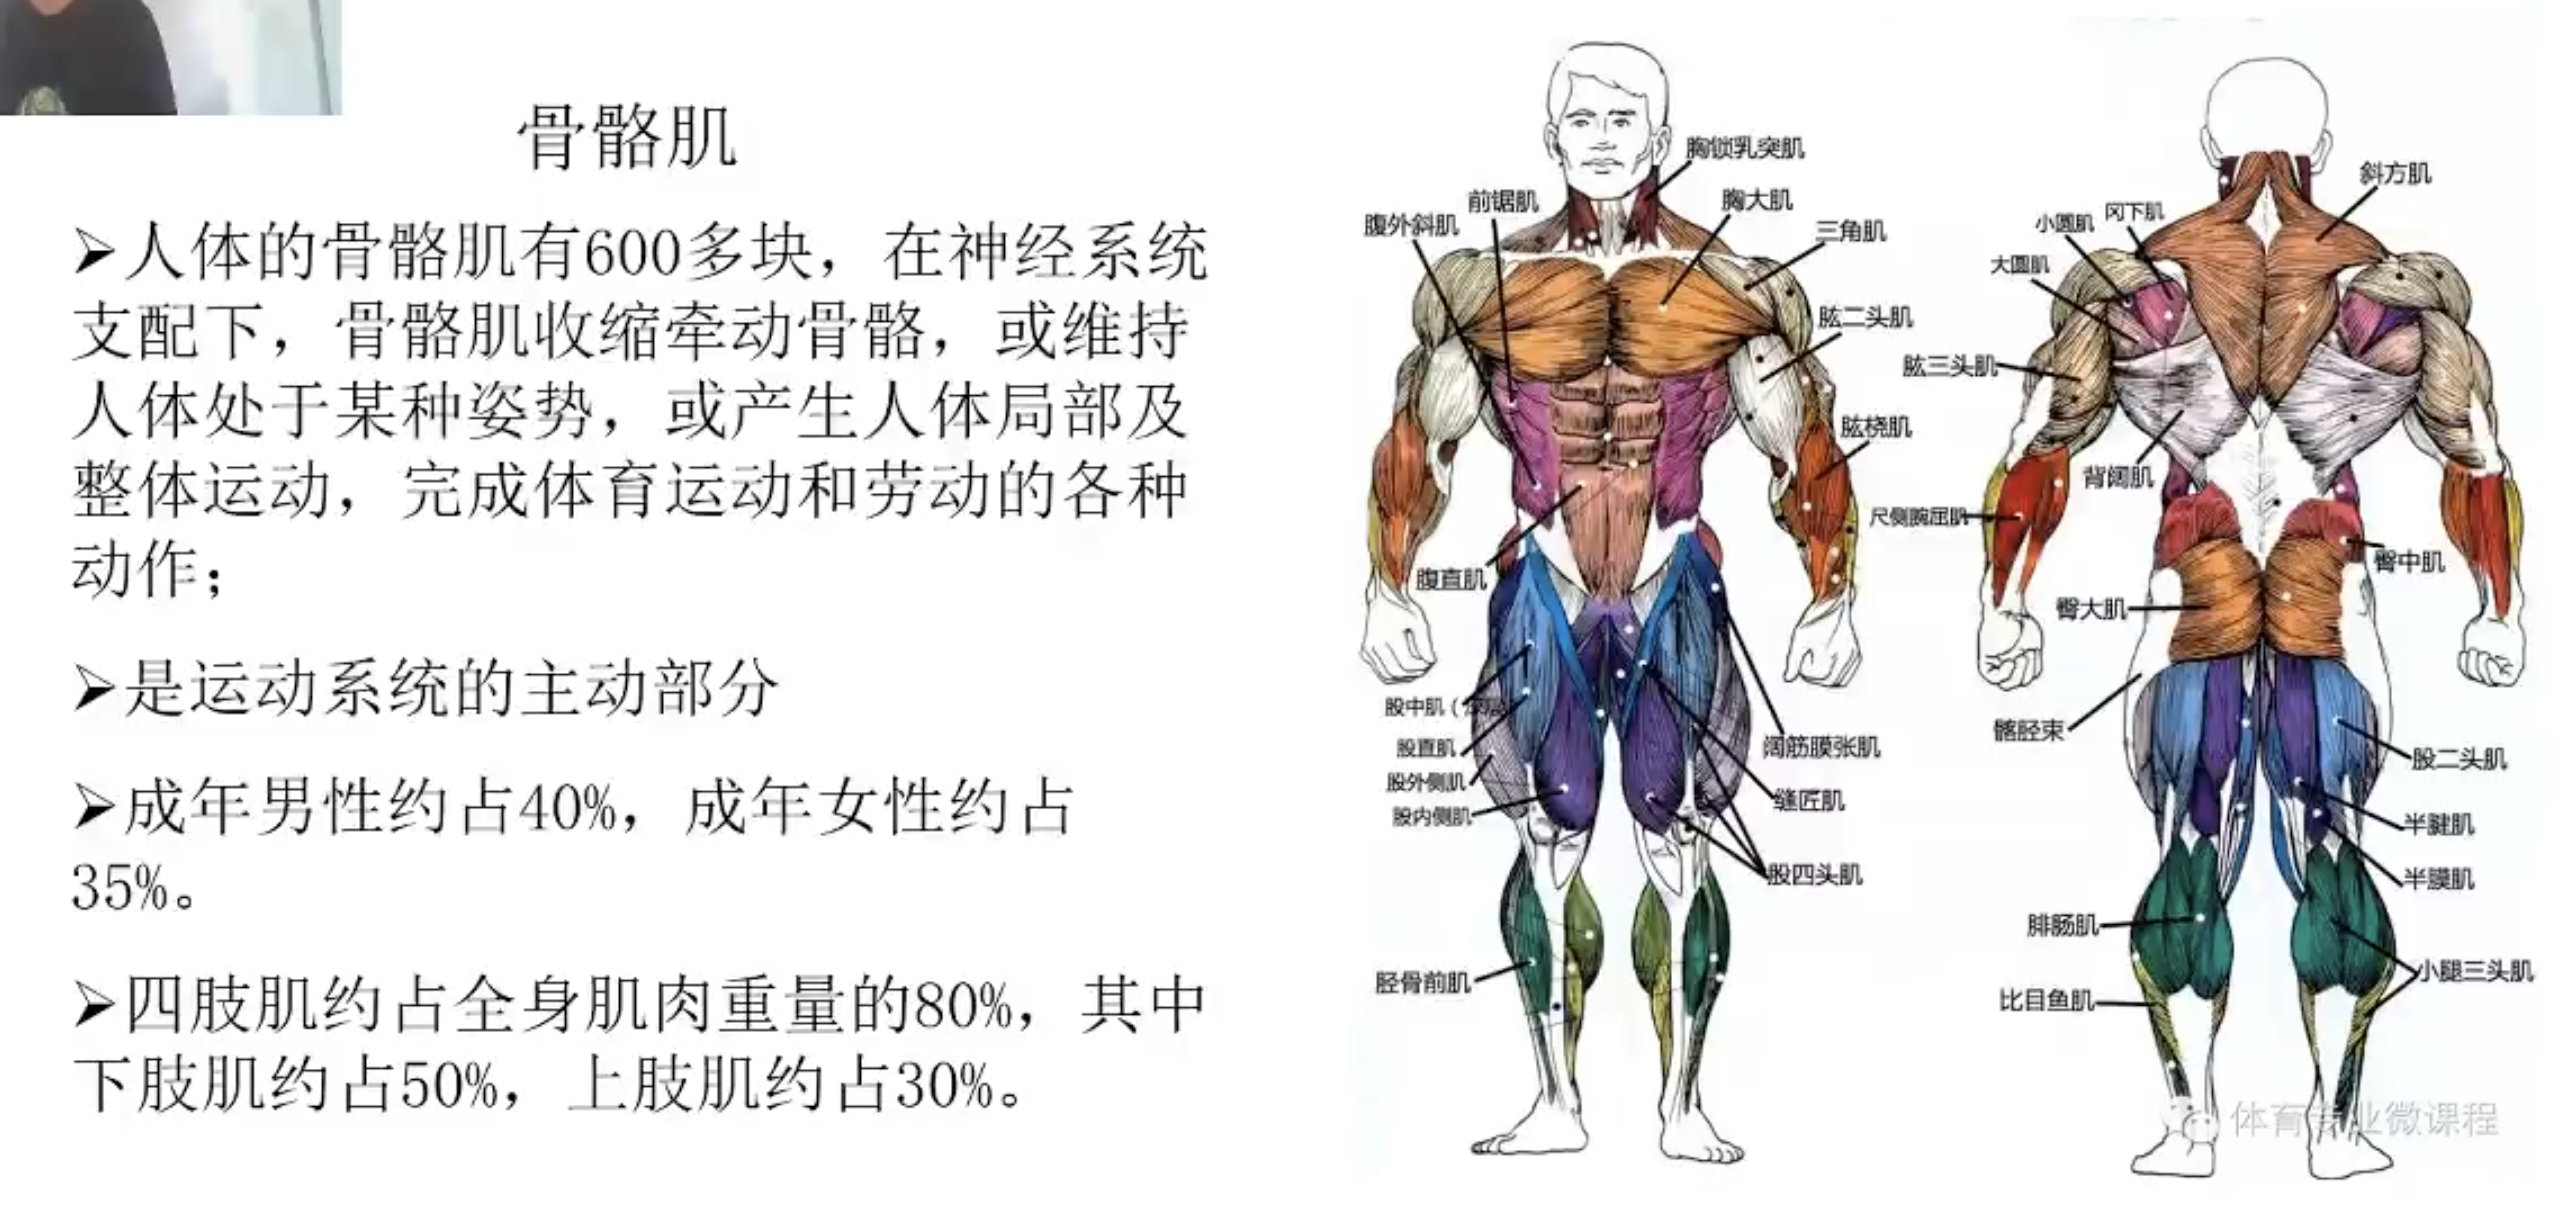 骨骼肌
➢人体的骨骼肌有600多块，在神经系统
支配下，骨骼肌收缩牵动骨骼，或维持
人体处于某种姿势，或产生人体局部及
整体运动，完成体育运动和劳动的各种
动作；
➢是运动系统的主动部分
➢成年男性约占40%，成年女性约占
35%。
➢四肢肌约占全身肌肉重量的80%，其中
下肢肌约占50%，上肢肌约占30%。
胸锁乳突肌
前锯肌
胸大肌
腹外斜肌
三角肌
肱二头肌
肱桡肌
腹直肌
股中肌（
股直肌
股外侧肌
股内侧肌
阔筋膜张肌
缝匠肌
股四头肌
胫骨前肌
斜方肌
冈下肌
小圆肌
大圆肌
肱三头肌
背阔肌
尺侧腕屈肌
臀中肌
臀大肌
髂胫束
股二头肌
半腱肌
半膜肌
腓肠肌
小腿三头肌
比目鱼肌
体育专业微课程